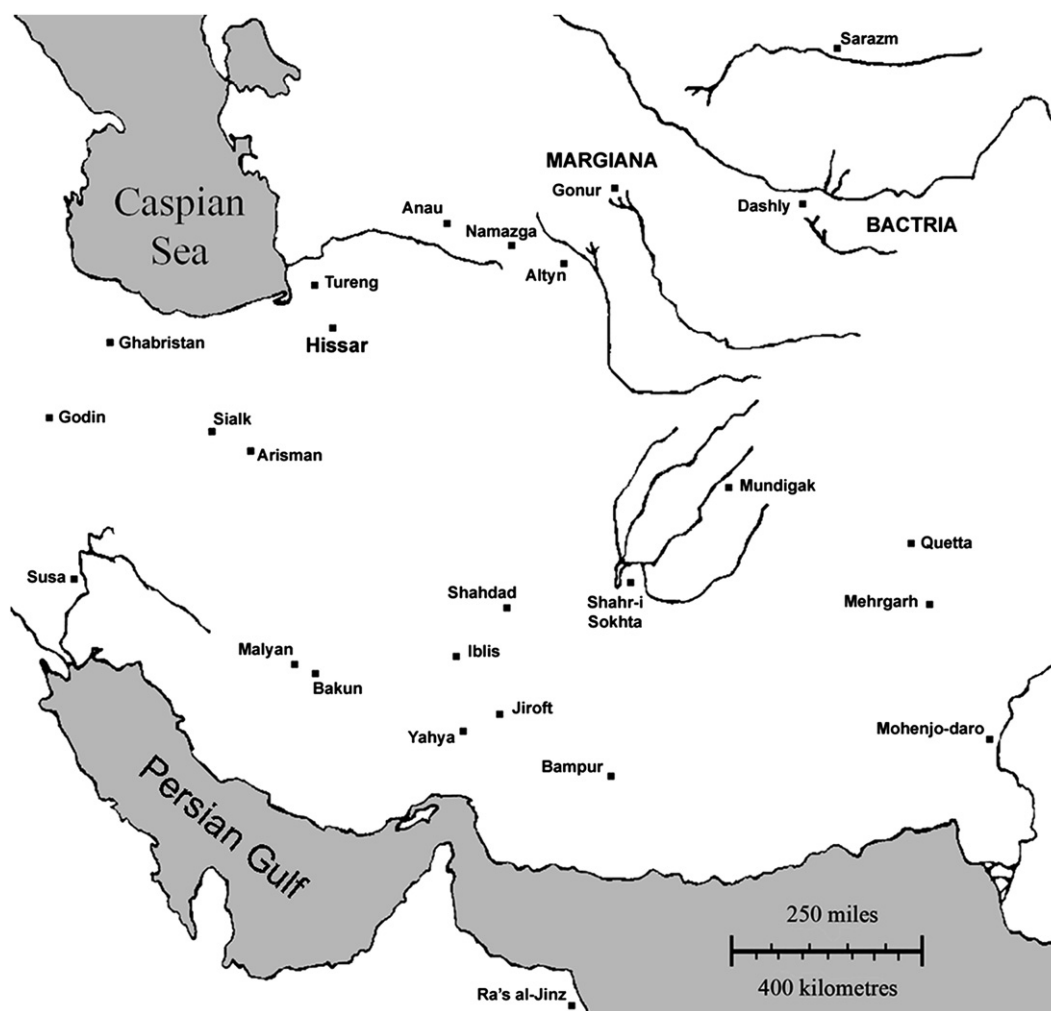 Sarazm
MARGIANA
Gonur
Caspian
Sea
Dashly
BACTRIA
Anau
Namazga
Altyn
Tureng
Ghabristan
Hissar
Godin
Sialk
Arisman
Mundigak
Quetta
Susa
Shahdad
Shahr-i
Sokhta
Mehrgarh
Malyan
Iblis
Bakun
Jiroft
Yahya
Mohenjo-daro
Bampur
Persian Gulf
250 miles
400 kilometres
Ra's al-Jinz